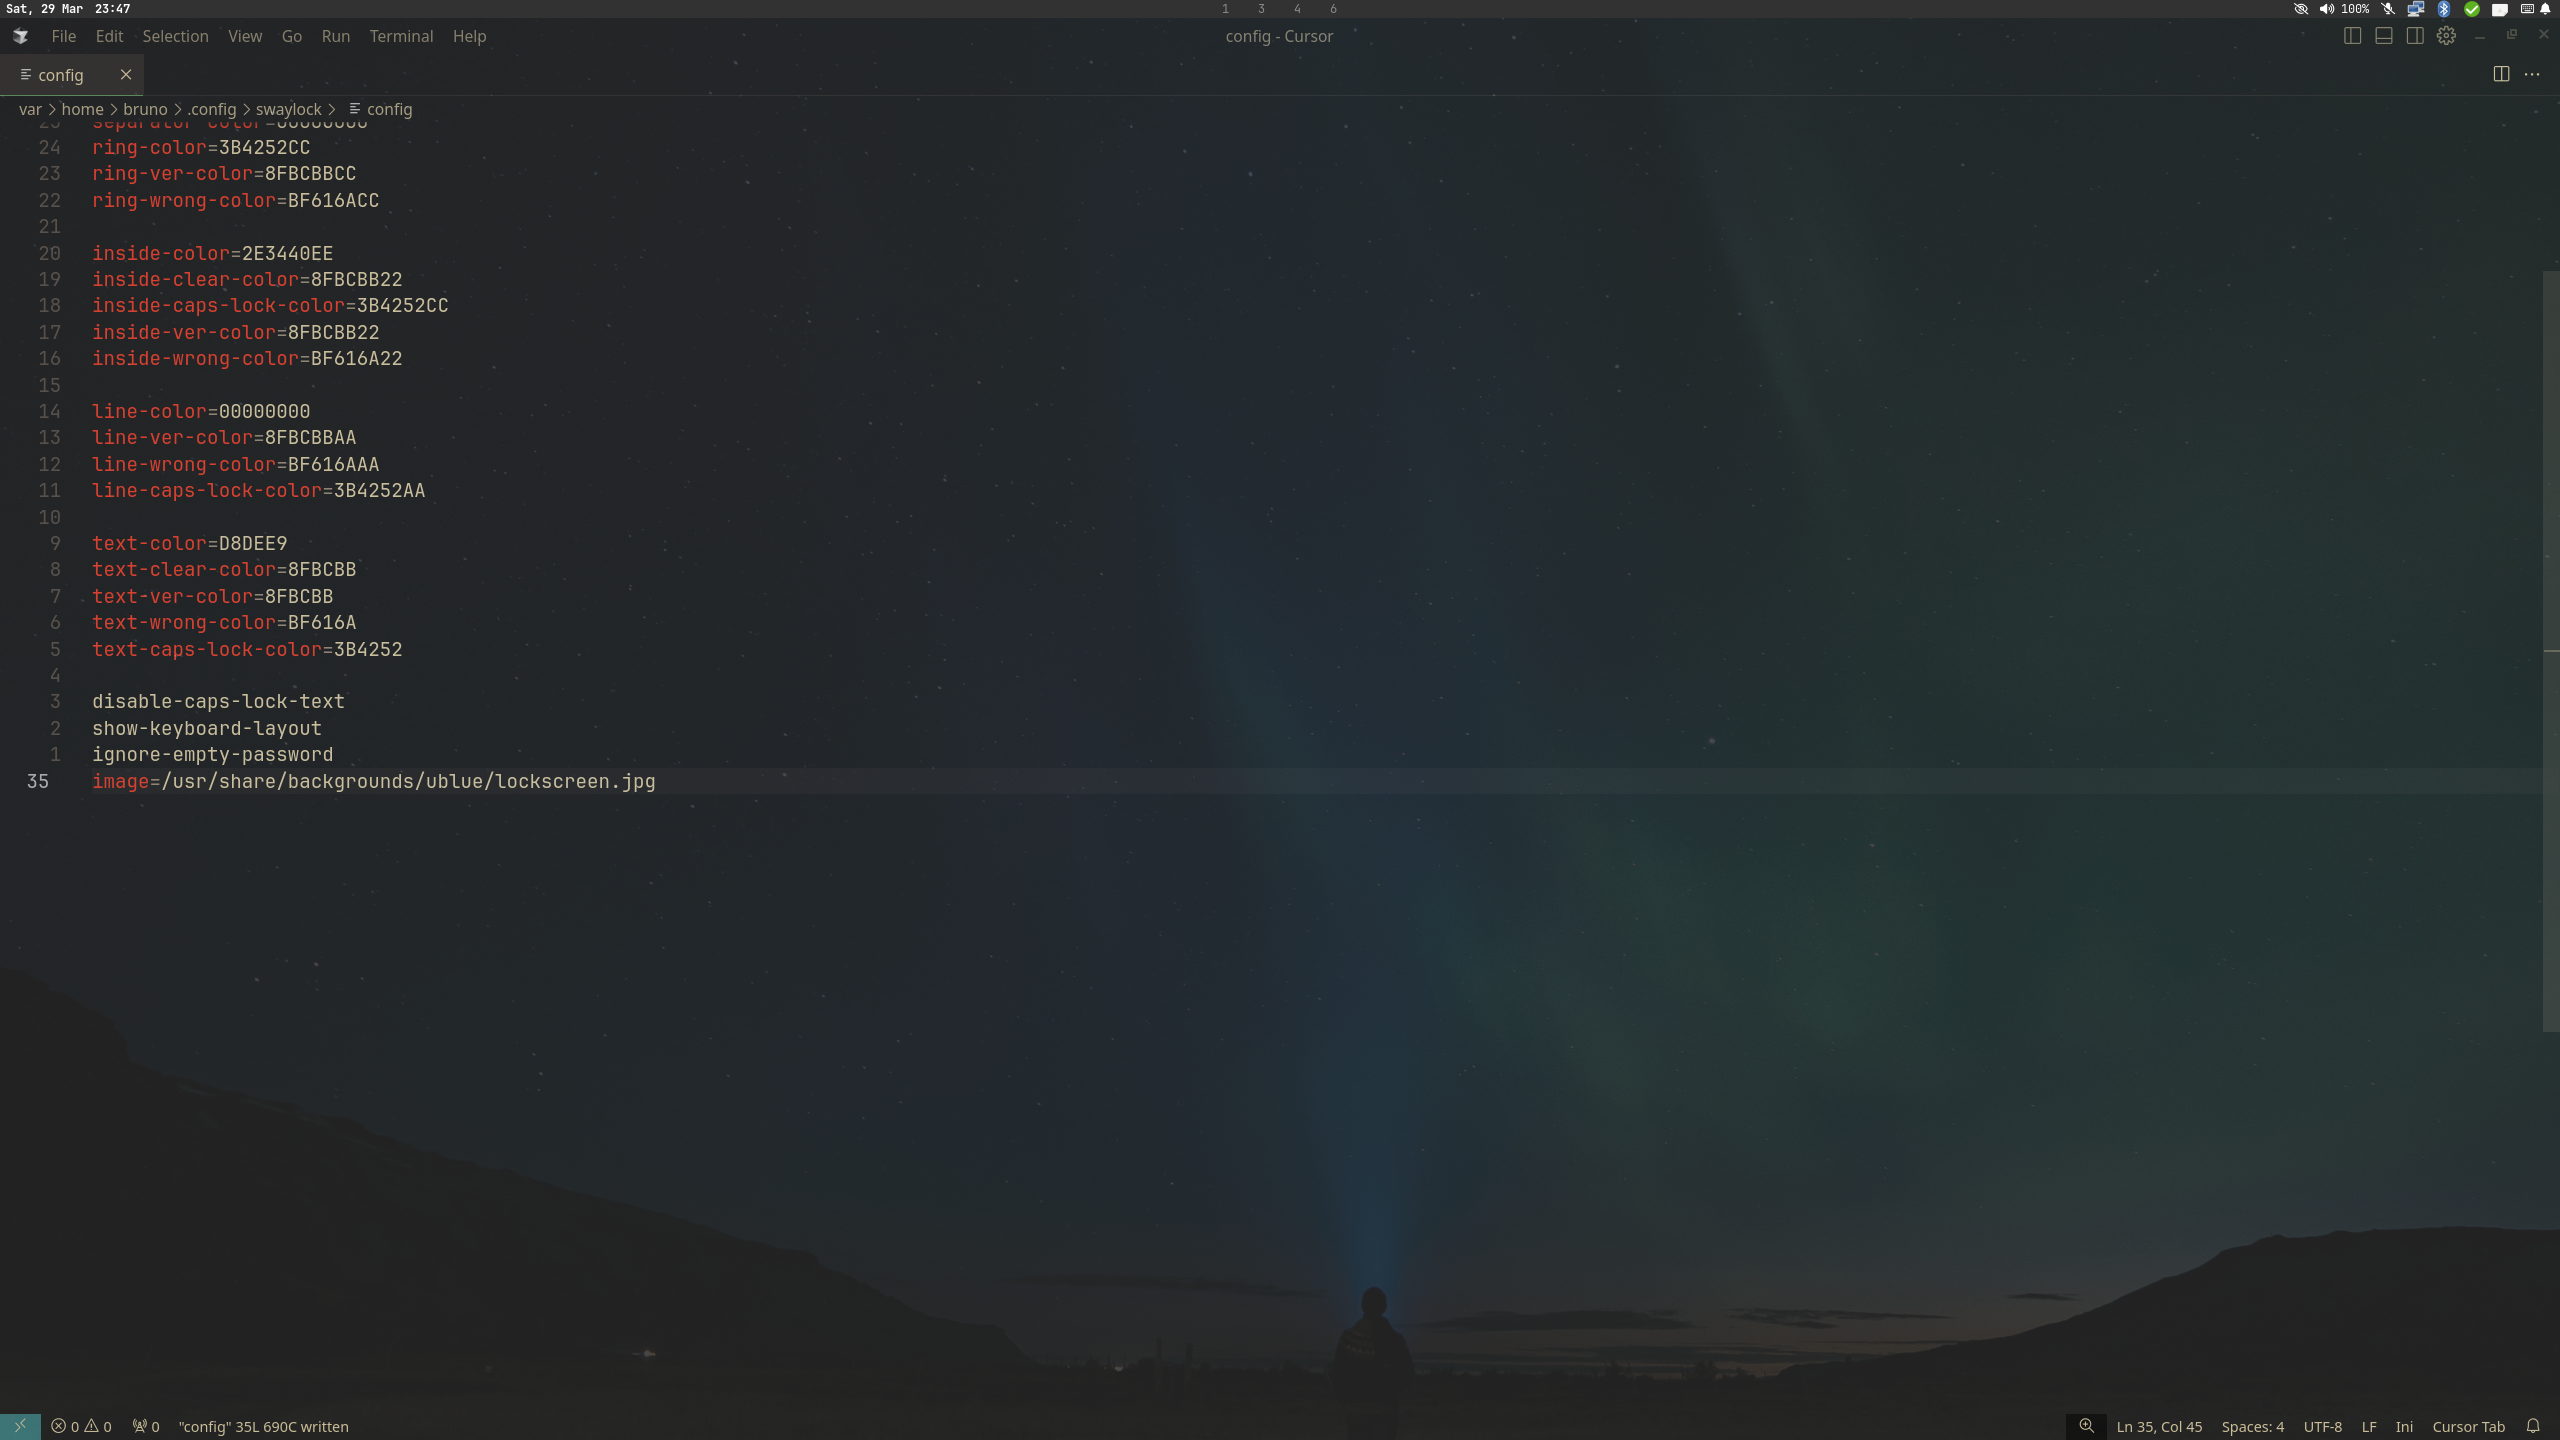 Sat, 29 Mar 23:47
1 3 4 6
100%
File Edit Selection View Go Run Terminal Help
config - Cursor
config
var > home > bruno > .config > swaylock > config
24 ring-color=3B4252CC
23 ring-ver-color=8FBCBBCC
22 ring-wrong-color=BF616ACC
21
20 inside-color=2E3440EE
19 inside-clear-color=8FBCBB22
18 inside-caps-lock-color=3B4252CC
17 inside-ver-color=8FBCBB22
16 inside-wrong-color=BF616A22
15
14 line-color=00000000
13 line-ver-color=8FBCBBAA
12 line-wrong-color=BF616AAA
11 line-caps-lock-color=3B4252AA
10
9 text-color=D8DEE9
8 text-clear-color=8FBCBB
7 text-ver-color=8FBCBB
6 text-wrong-color=BF616A
5 text-caps-lock-color=3B4252
4
3 disable-caps-lock-text
2 show-keyboard-layout
1 ignore-empty-password
35 image=/usr/share/backgrounds/ublue/lockscreen.jpg
0 0 0 "config" 35L 690C written
Ln 35, Col 45 Spaces: 4 UTF-8 LF Ini Cursor Tab